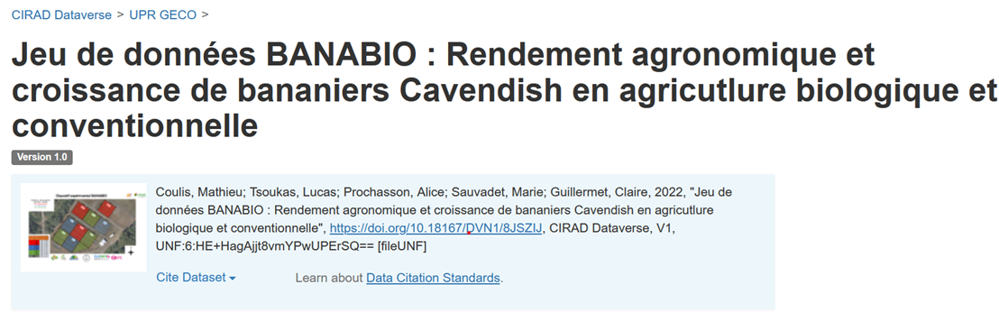 CIRAD Dataverse > UPR GECO >
Jeu de données BANABIO : Rendement agronomique et
croissance de bananiers Cavendish en agricutlure biologique et
conventionnelle
Version 1.0
Coulis, Mathieu; Tsoukas, Lucas; Prochasson, Alice; Sauvadet, Marie; Guillermet, Claire, 2022, "Jeu de
données BANABIO : Rendement agronomique et croissance de bananiers Cavendish en agricutlure
biologique et conventionnelle", https://doi.org/10.18167/DVN1/8JSZIJ, CIRAD Dataverse, V1,
UNF:6:HE+HagAjjt8vmYPwUPErSQ== [fileUNF]
Cite Dataset Learn about Data Citation Standards.